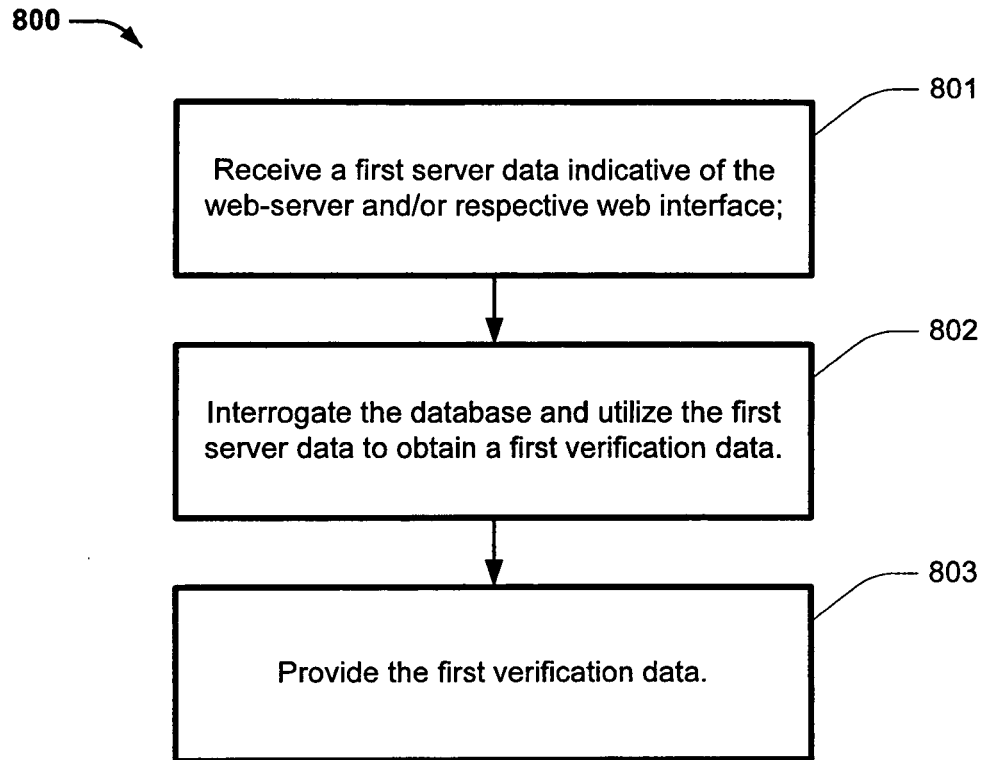 800
801
Receive a first server data indicative of the
web-server and/or respective web interface;
802
Interrogate the database and utilize the first
server data to obtain a first verification data.
803
Provide the first verification data.